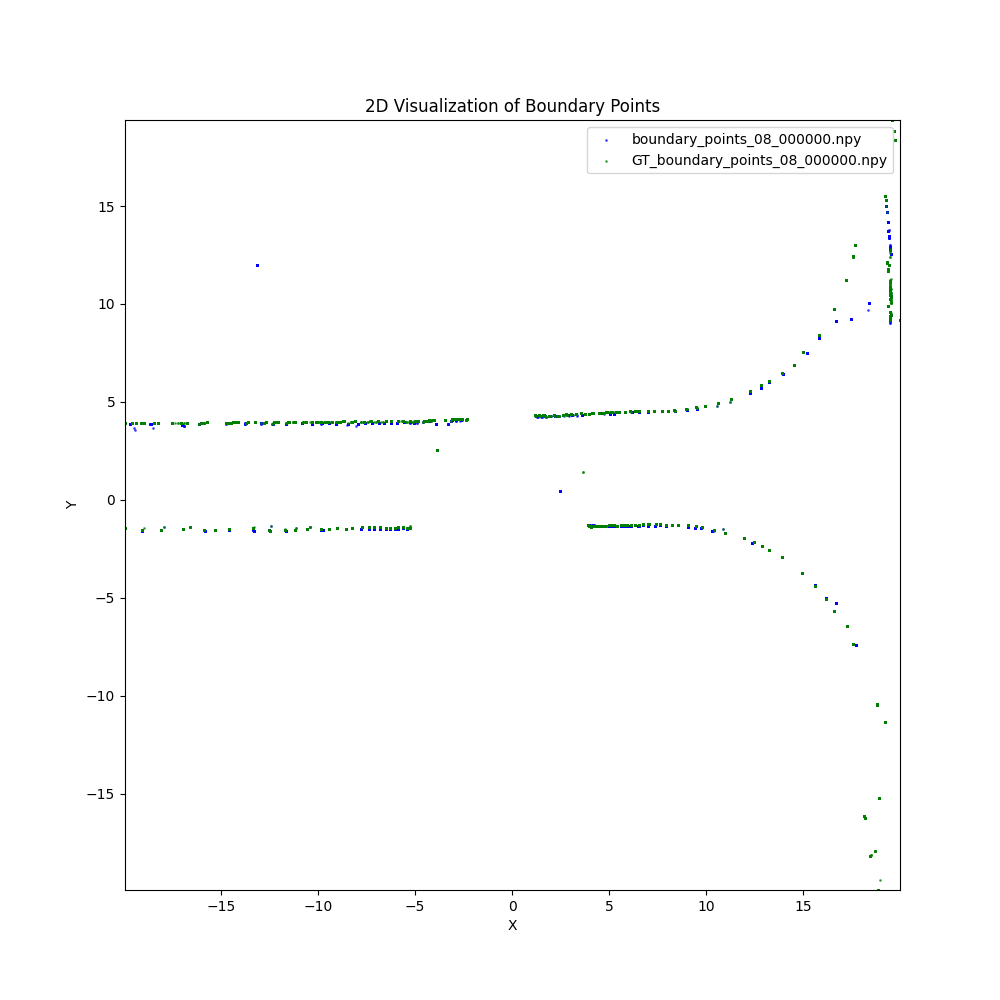 2D Visualization of Boundary Points
boundary_points_08_000000.npy
GT_boundary_points_08_000000.npy
15
10
5
0
−5
−10
−15
Y
−15
−10
−5
0
5
10
15
X